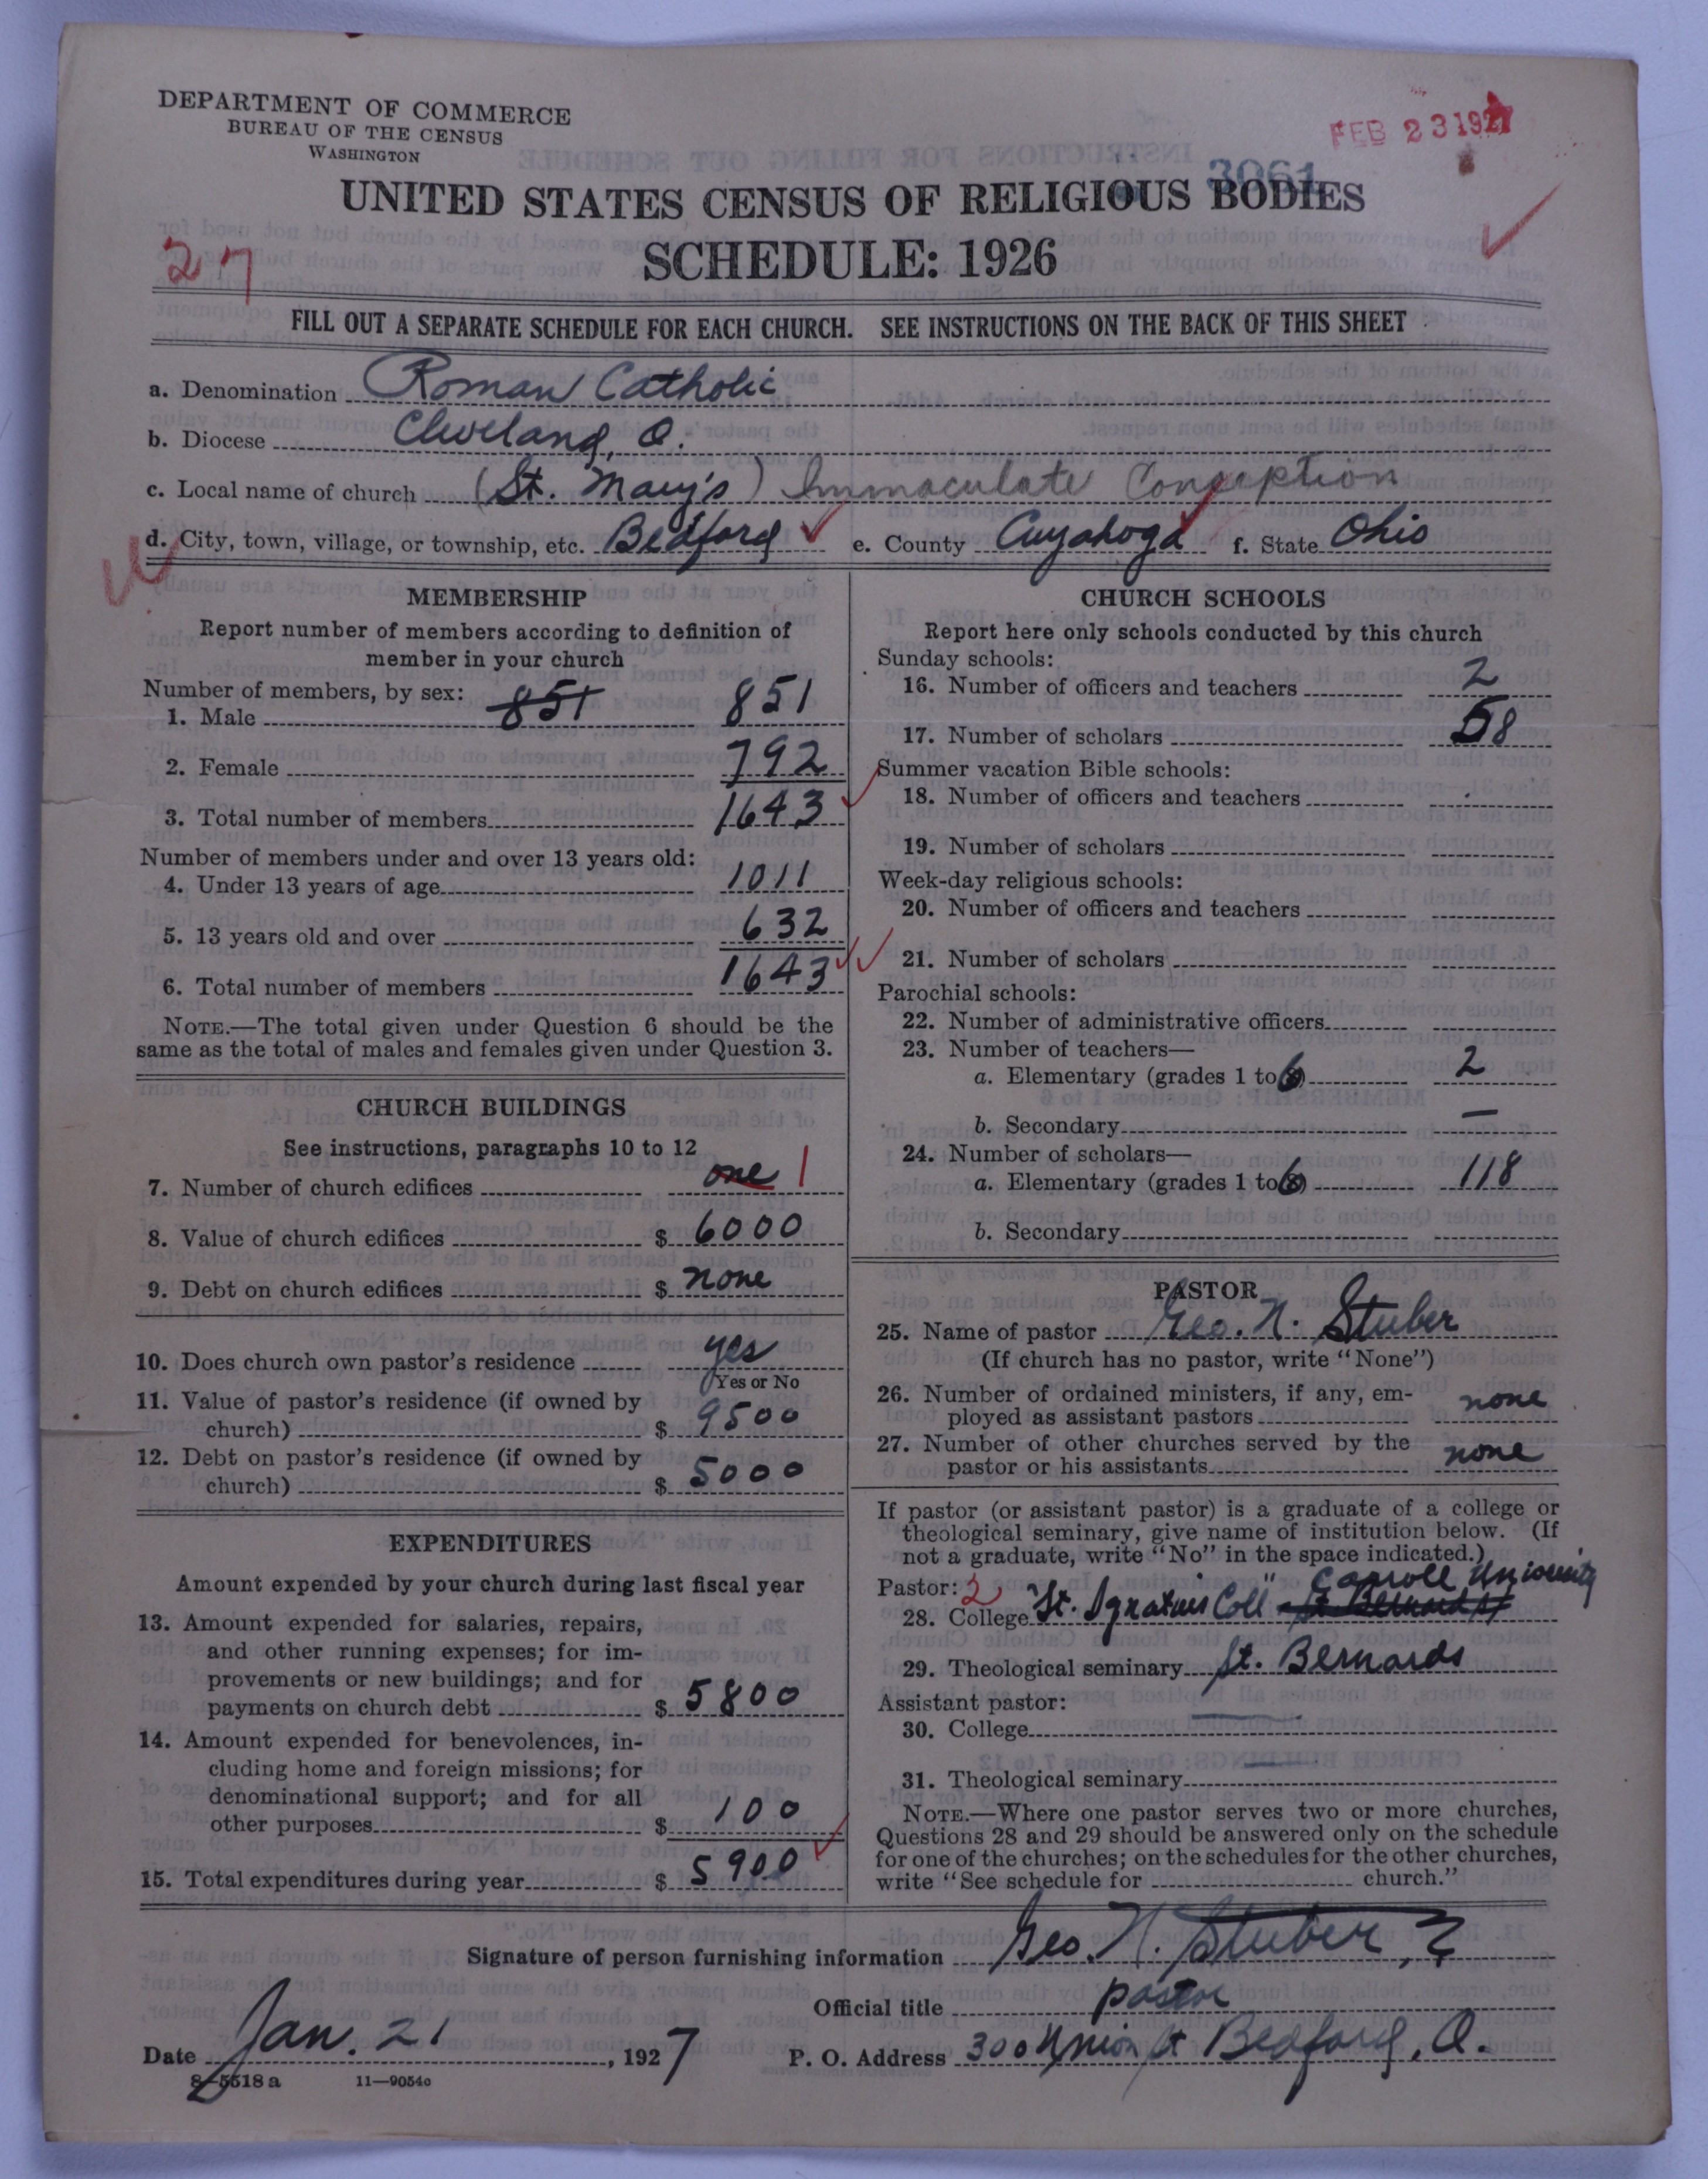 DEPARTMENT OF COMMERCE
BUREAU OF THE CENSUS
WASHINGTON
FEB 23 1927
3061
UNITED STATES CENSUS OF RELIGIOUS BODIES
SCHEDULE: 1926
27
FILL OUT A SEPARATE SCHEDULE FOR EACH CHURCH. SEE INSTRUCTIONS ON THE BACK OF THIS SHEET
a. Denomination Roman Catholic
b. Diocese Cleveland, O.
c. Local name of church (St. Mary's) Immaculate Conception
d. City, town, village, or township, etc. Bedford e. County Cuyahoga f. State Ohio
MEMBERSHIP
Report number of members according to definition of
member in your church
Number of members, by sex:
1. Male 851 851
2. Female 792
3. Total number of members 1643
Number of members under and over 13 years old:
4. Under 13 years of age 1011
5. 13 years old and over 632
6. Total number of members 1643
NOTE.—The total given under Question 6 should be the
same as the total of males and females given under Question 3.
CHURCH BUILDINGS
See instructions, paragraphs 10 to 12
7. Number of church edifices one 1
8. Value of church edifices $ 6000
9. Debt on church edifices $ none
10. Does church own pastor's residence yes
Yes or No
11. Value of pastor's residence (if owned by
church) $ 9500
12. Debt on pastor's residence (if owned by
church) $ 5000
EXPENDITURES
Amount expended by your church during last fiscal year
13. Amount expended for salaries, repairs,
and other running expenses; for im-
provements or new buildings; and for
payments on church debt $ 5800
14. Amount expended for benevolences, in-
cluding home and foreign missions; for
denominational support; and for all
other purposes $ 100
15. Total expenditures during year $ 5900
CHURCH SCHOOLS
Report here only schools conducted by this church
Sunday schools:
16. Number of officers and teachers 2
17. Number of scholars 58
Summer vacation Bible schools:
18. Number of officers and teachers
19. Number of scholars
Week-day religious schools:
20. Number of officers and teachers
21. Number of scholars
Parochial schools:
22. Number of administrative officers
23. Number of teachers—
a. Elementary (grades 1 to 6) 2
b. Secondary —
24. Number of scholars—
a. Elementary (grades 1 to 6) 118
b. Secondary
PASTOR
25. Name of pastor Geo. N. Stuber
(If church has no pastor, write "None")
26. Number of ordained ministers, if any, em-
ployed as assistant pastors none
27. Number of other churches served by the
pastor or his assistants none
If pastor (or assistant pastor) is a graduate of a college or
theological seminary, give name of institution below. (If
not a graduate, write "No" in the space indicated.)
Pastor: 2 Carroll University
28. College St. Ignatius Coll St. Bernards
29. Theological seminary St. Bernards
Assistant pastor:
30. College
31. Theological seminary
NOTE.—Where one pastor serves two or more churches,
Questions 28 and 29 should be answered only on the schedule
for one of the churches; on the schedules for the other churches,
write "See schedule for church."
Signature of person furnishing information Geo. N. Stuber
Official title pastor
Date Jan. 21, 1927 P. O. Address 300 Union St Bedford, O.
8—5518 a 11—9054o